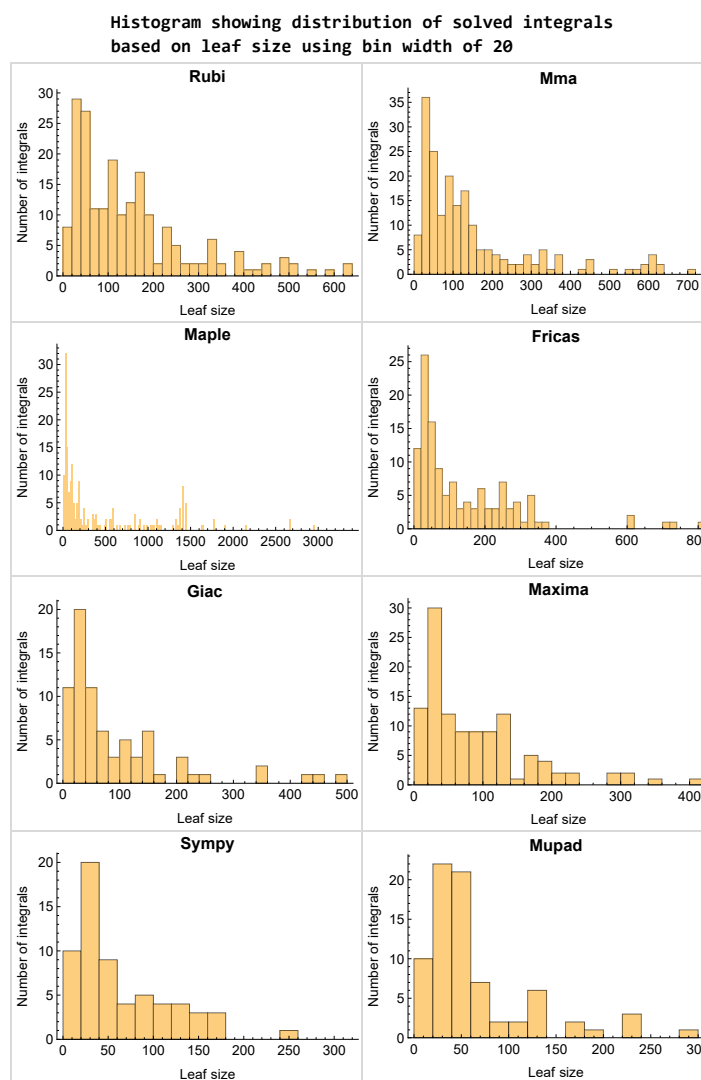 Histogram showing distribution of solved integrals
based on leaf size using bin width of 20
Rubi
Number of integrals
0 5 10 15 20 25 30
0 100 200 300 400 500 600
Leaf size
Mma
Number of integrals
0 5 10 15 20 25 30 35
0 100 200 300 400 500 600 700
Leaf size
Maple
Number of integrals
0 5 10 15 20 25 30
0 500 1000 1500 2000 2500 3000
Leaf size
Fricas
Number of integrals
0 5 10 15 20 25
0 200 400 600 800
Leaf size
Giac
Number of integrals
0 5 10 15 20
0 100 200 300 400 500
Leaf size
Maxima
Number of integrals
0 5 10 15 20 25 30
0 100 200 300 400
Leaf size
Sympy
Number of integrals
0 5 10 15 20
0 50 100 150 200 250 300
Leaf size
Mupad
Number of integrals
0 5 10 15 20
0 50 100 150 200 250 300
Leaf size